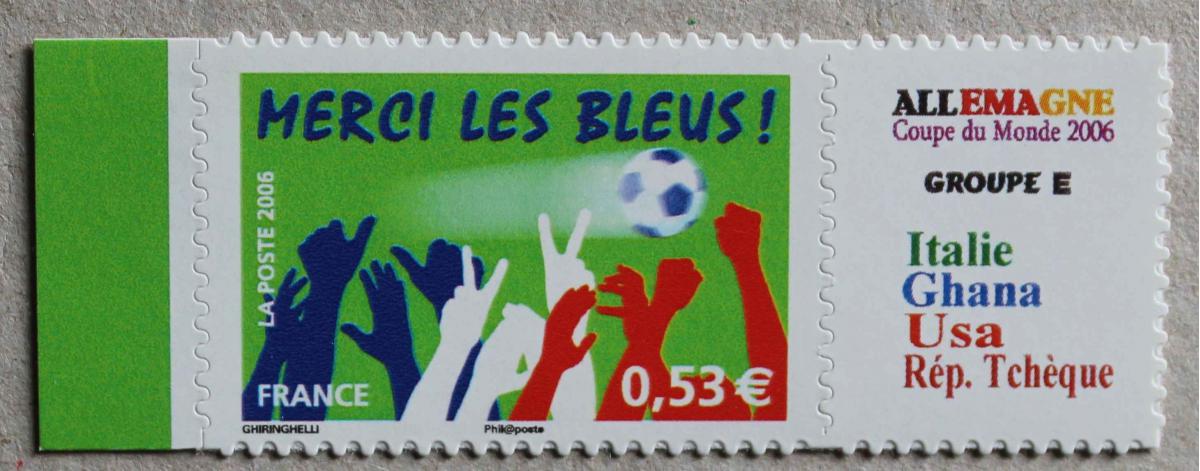 MERCI LES BLEUS !
LA POSTE 2006
FRANCE
0,53 €
GHIRINGHELLI
Phil@poste
ALLEMAGNE
Coupe du Monde 2006
GROUPE E
Italie
Ghana
Usa
Rép. Tchèque